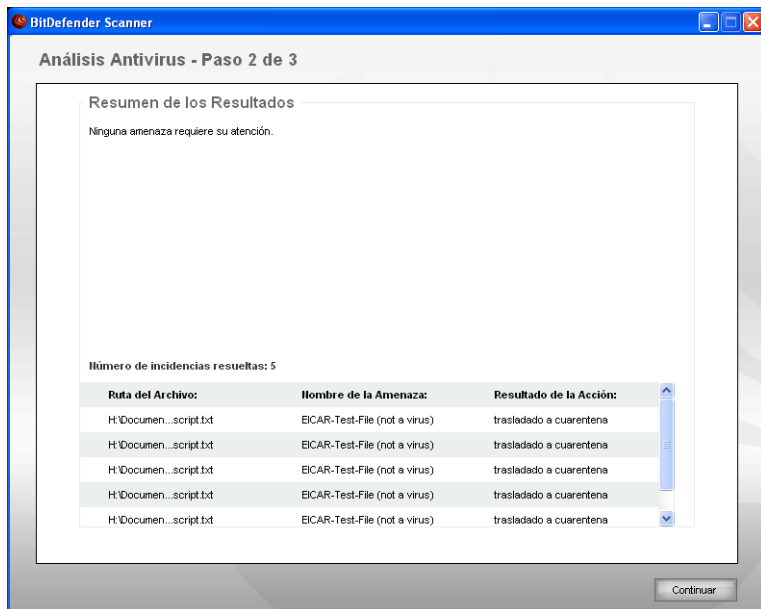 BitDefender Scanner
Análisis Antivirus - Paso 2 de 3
Resumen de los Resultados
Ninguna amenaza requiere su atención.
Número de incidencias resueltas: 5
Ruta del Archivo: Nombre de la Amenaza: Resultado de la Acción:
H:\Documen...script.txt EICAR-Test-File (not a virus) trasladado a cuarentena
H:\Documen...script.txt EICAR-Test-File (not a virus) trasladado a cuarentena
H:\Documen...script.txt EICAR-Test-File (not a virus) trasladado a cuarentena
H:\Documen...script.txt EICAR-Test-File (not a virus) trasladado a cuarentena
H:\Documen...script.txt EICAR-Test-File (not a virus) trasladado a cuarentena
Continuar